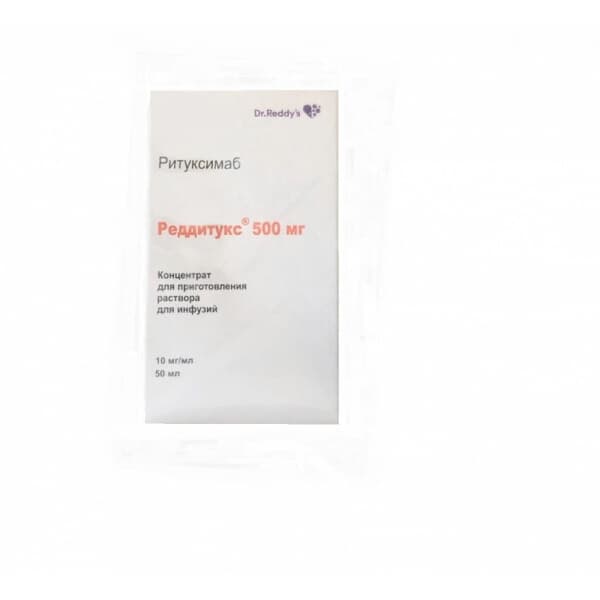 Dr.Reddy's
Ритуксимаб
Реддитукс® 500 мг
Концентрат
для приготовления
раствора
для инфузий
10 мг/мл
50 мл